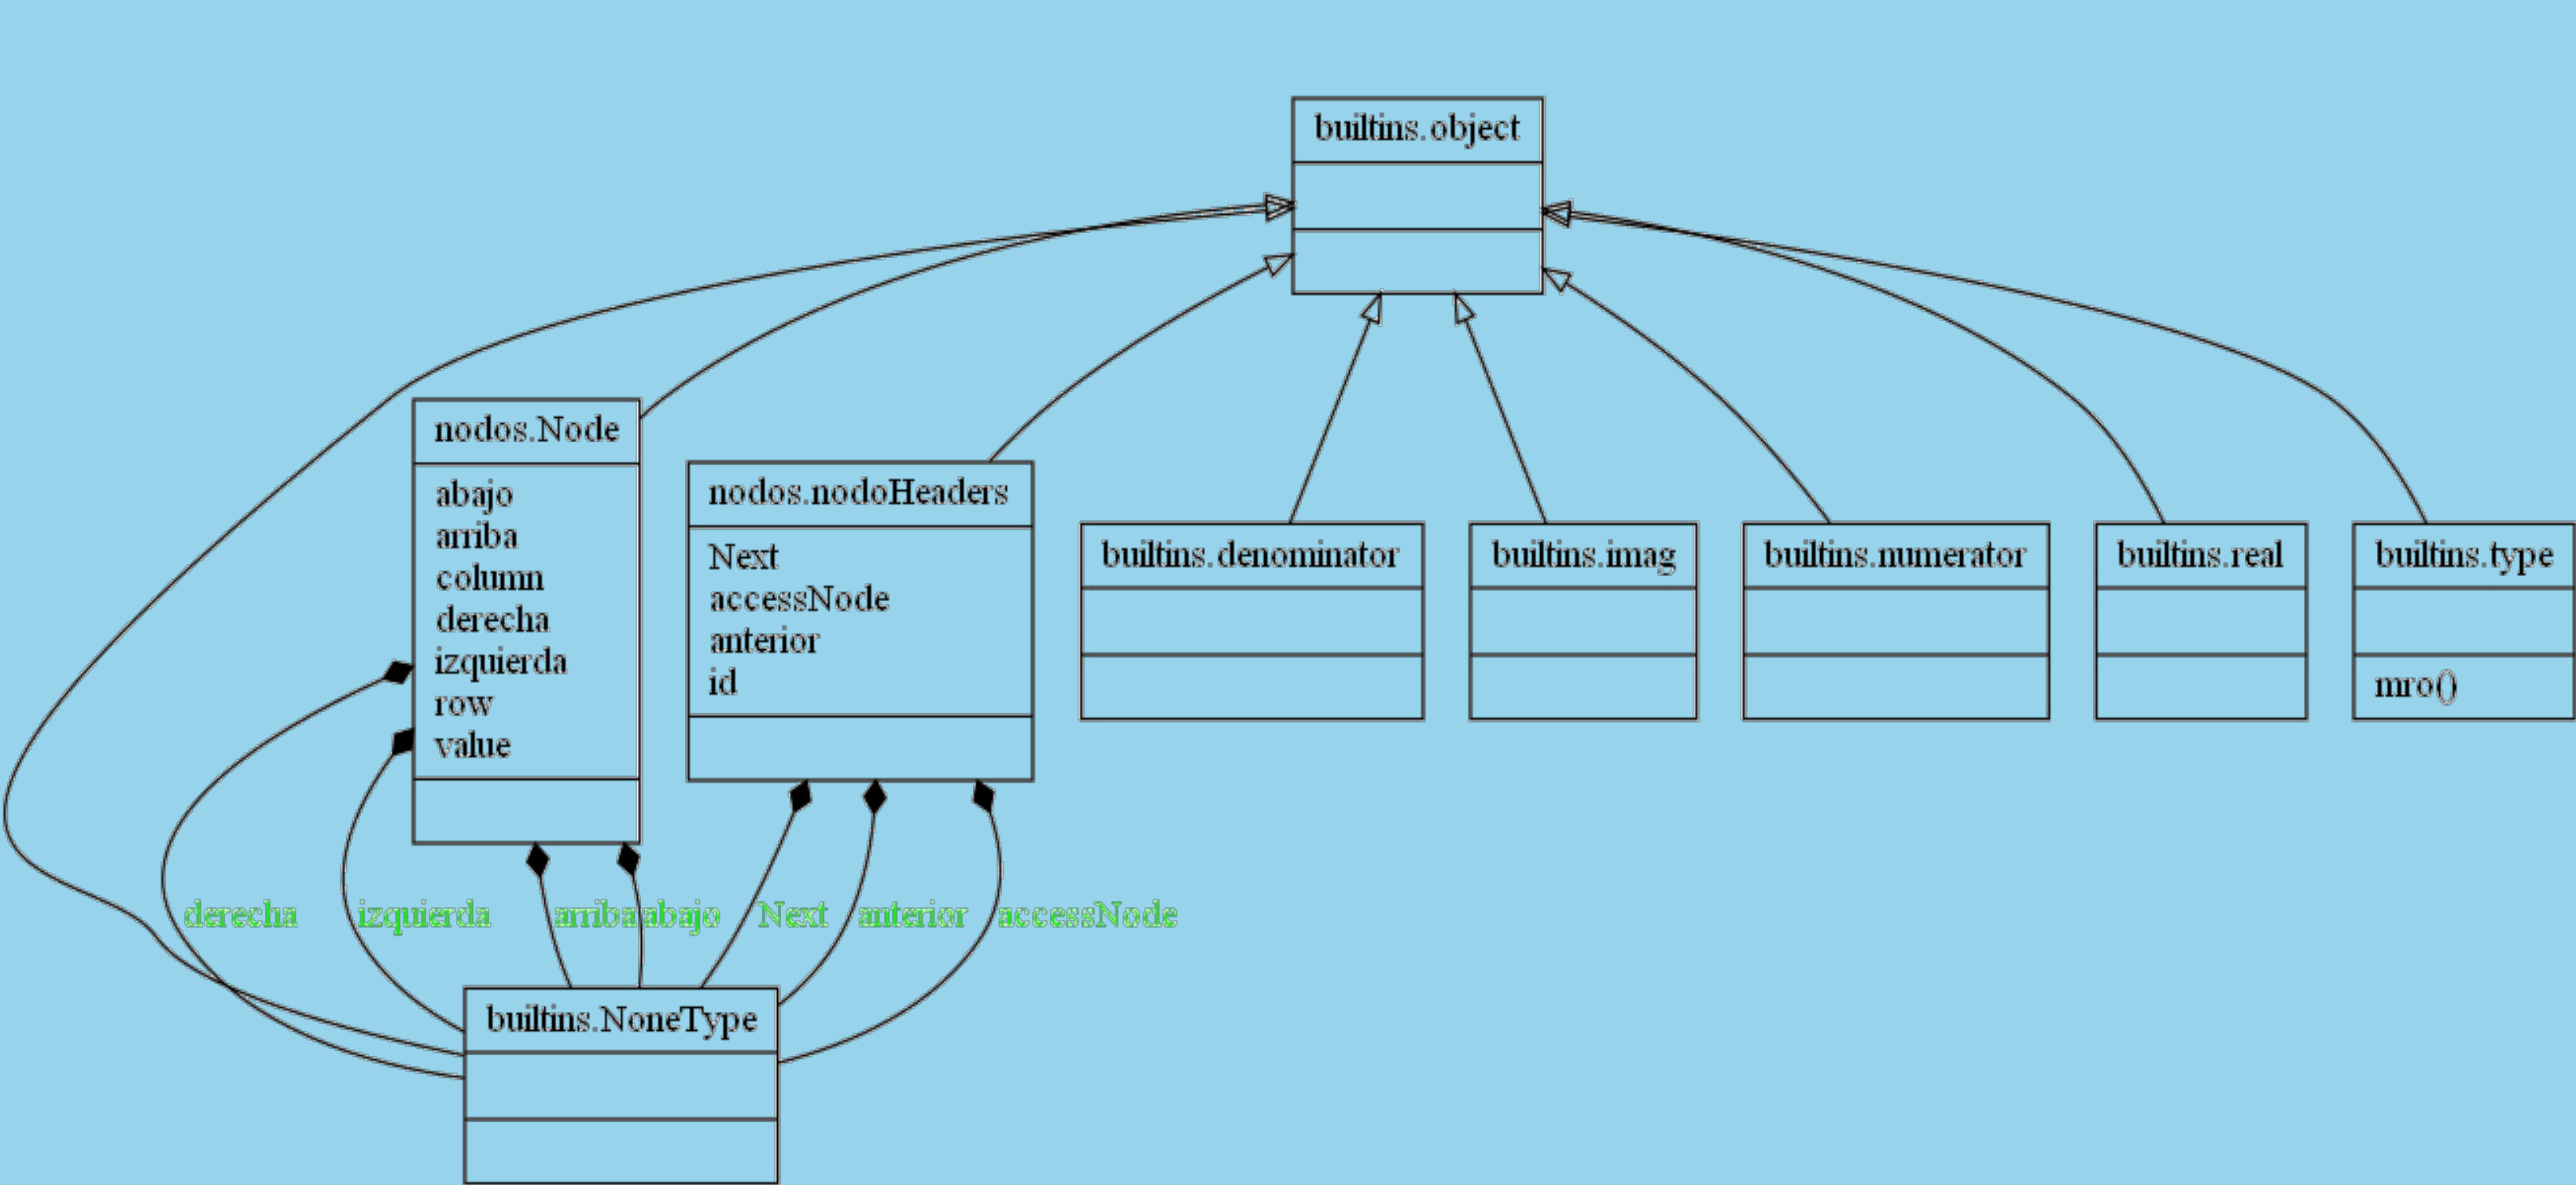 builtins.object
nodos.Node
abajo
arriba
column
derecha
izquierda
row
value
nodos.nodoHeaders
Next
accessNode
anterior
id
builtins.denominator
builtins.imag
builtins.numerator
builtins.real
builtins.type
mro()
derecha
izquierda
arriba
abajo
Next
anterior
accessNode
builtins.NoneType